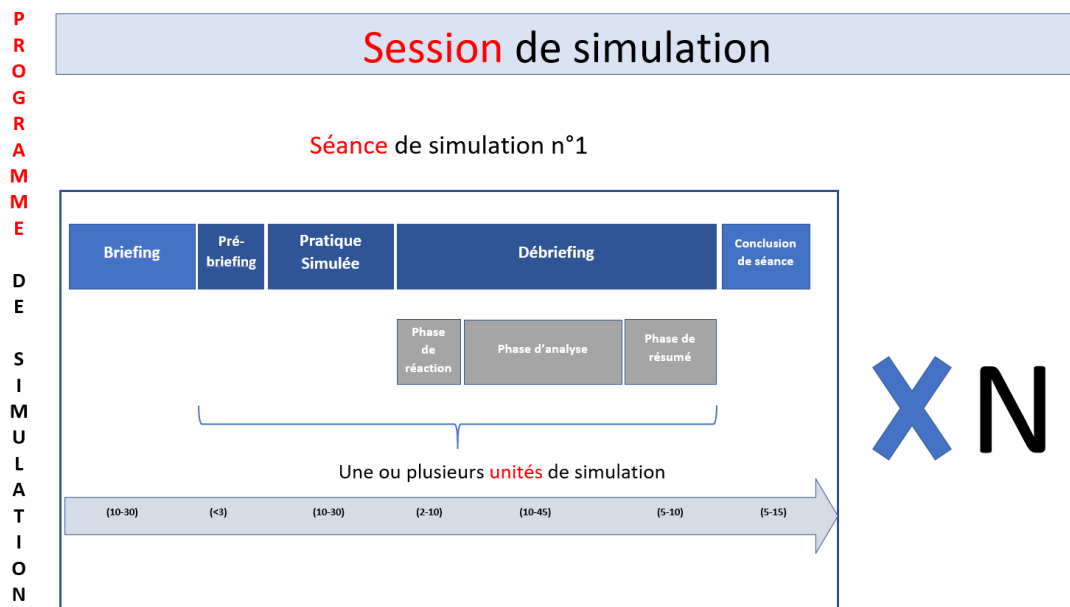 PROGRAMME DE SIMULATION
Session de simulation
Séance de simulation n°1
Briefing
Pré-
briefing
Pratique
Simulée
Débriefing
Conclusion
de séance
Phase
de
réaction
Phase d'analyse
Phase de
résumé
X N
Une ou plusieurs unités de simulation
(10-30)
(<3)
(10-30)
(2-10)
(10-45)
(5-10)
(5-15)